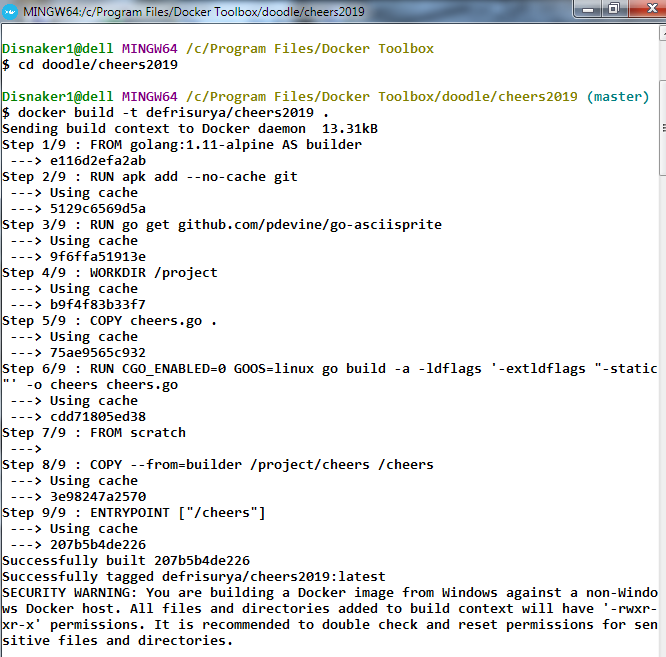 MINGW64:/c/Program Files/Docker Toolbox/doodle/cheers2019
Disnaker1@dell MINGW64 /c/Program Files/Docker Toolbox
$ cd doodle/cheers2019
Disnaker1@dell MINGW64 /c/Program Files/Docker Toolbox/doodle/cheers2019 (master)
$ docker build -t defrisurya/cheers2019 .
Sending build context to Docker daemon  13.31kB
Step 1/9 : FROM golang:1.11-alpine AS builder
 ---> e116d2efa2ab
Step 2/9 : RUN apk add --no-cache git
 ---> Using cache
 ---> 5129c6569d5a
Step 3/9 : RUN go get github.com/pdevine/go-asciisprite
 ---> Using cache
 ---> 9f6ffa51913e
Step 4/9 : WORKDIR /project
 ---> Using cache
 ---> b9f4f83b33f7
Step 5/9 : COPY cheers.go .
 ---> Using cache
 ---> 75ae9565c932
Step 6/9 : RUN CGO_ENABLED=0 GOOS=linux go build -a -ldflags '-extldflags "-static
"' -o cheers cheers.go
 ---> Using cache
 ---> cdd71805ed38
Step 7/9 : FROM scratch
 --->
Step 8/9 : COPY --from=builder /project/cheers /cheers
 ---> Using cache
 ---> 3e98247a2570
Step 9/9 : ENTRYPOINT ["/cheers"]
 ---> Using cache
 ---> 207b5b4de226
Successfully built 207b5b4de226
Successfully tagged defrisurya/cheers2019:latest
SECURITY WARNING: You are building a Docker image from Windows against a non-Windo
ws Docker host. All files and directories added to build context will have '-rwxr-
xr-x' permissions. It is recommended to double check and reset permissions for sen
sitive files and directories.